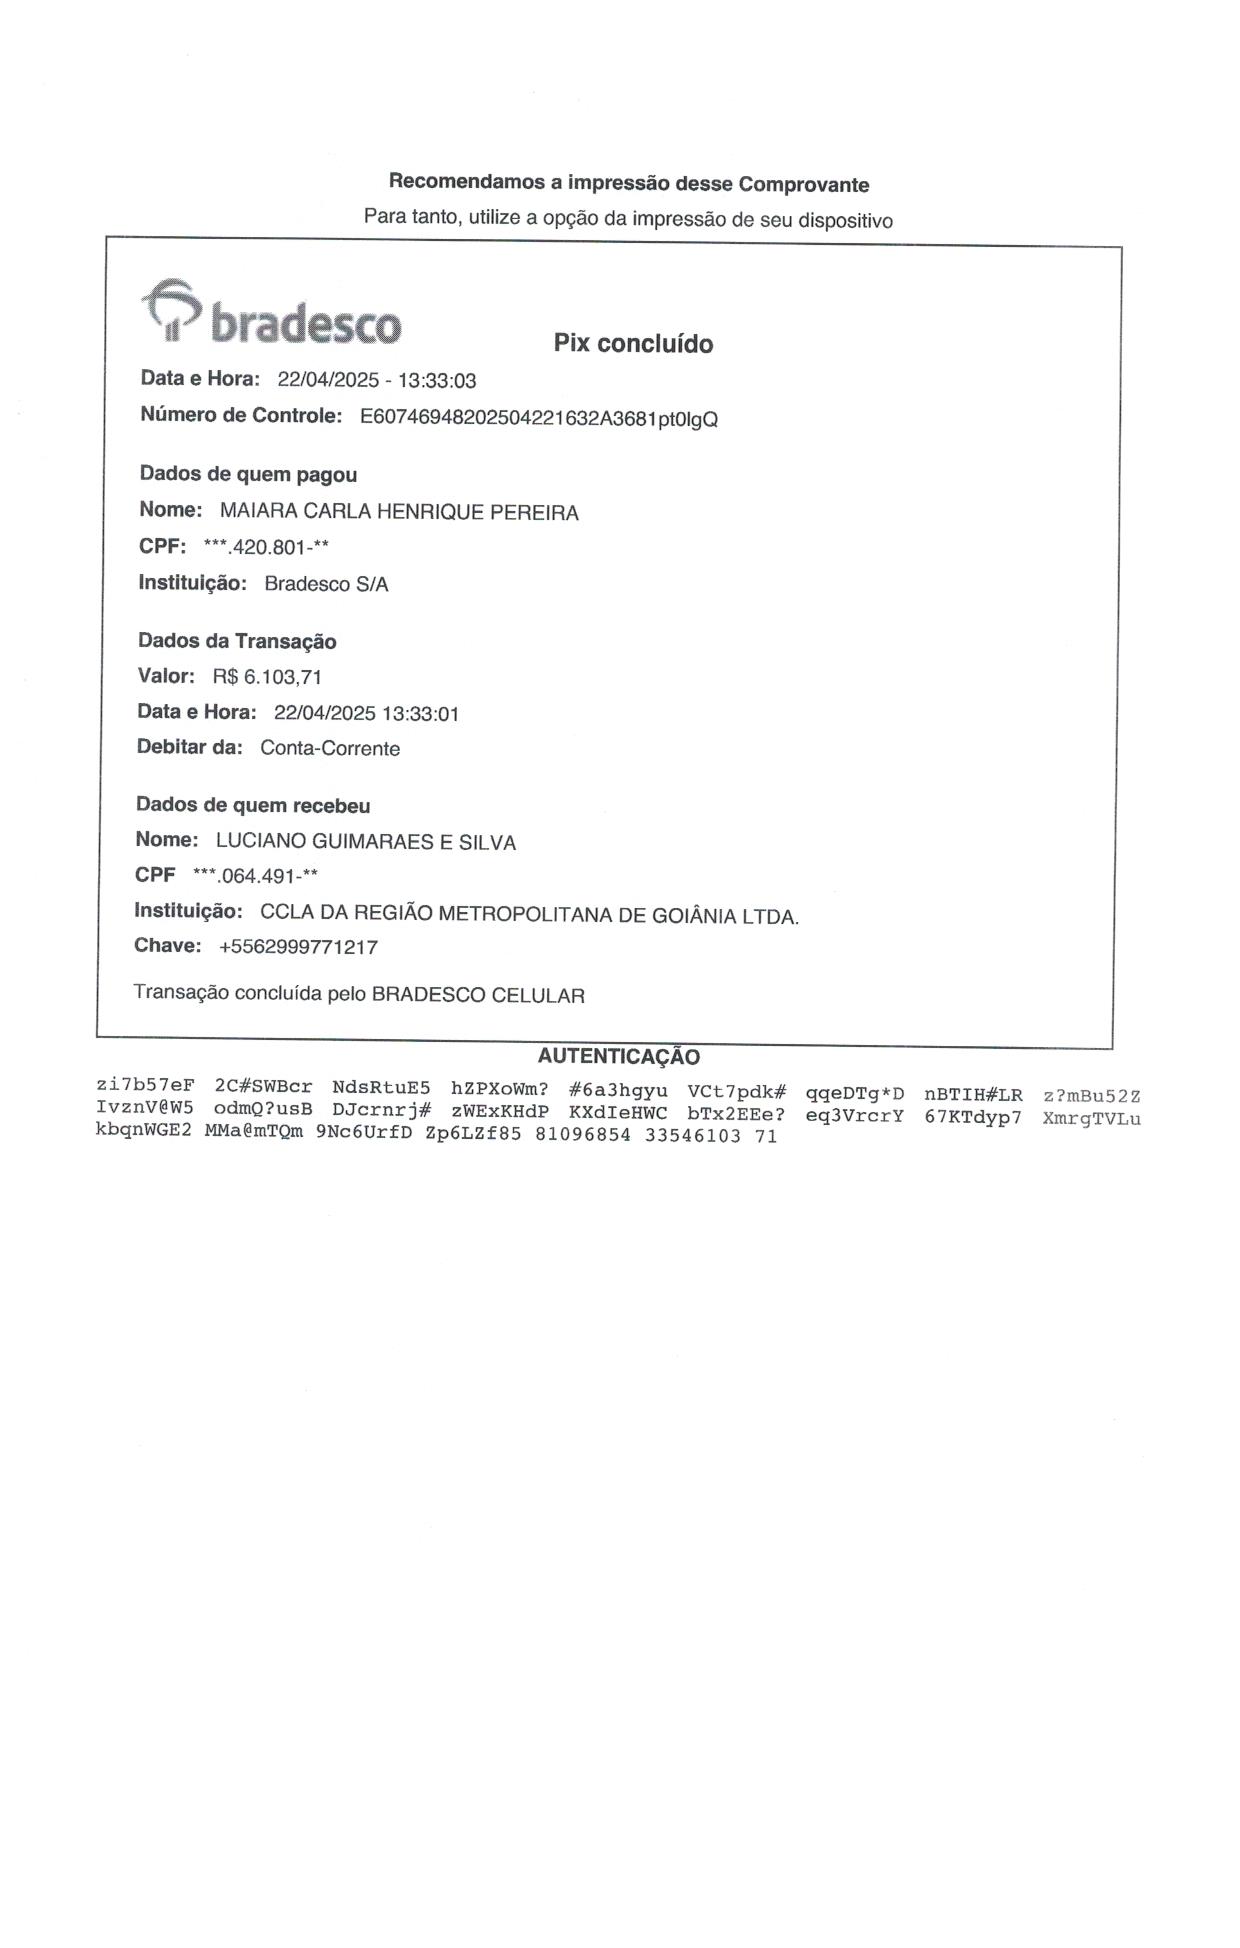 Recomendamos a impressão desse Comprovante
Para tanto, utilize a opção da impressão de seu dispositivo
bradesco
Pix concluído
Data e Hora: 22/04/2025 - 13:33:03
Número de Controle: E60746948202504221632A3681pt0lgQ
Dados de quem pagou
Nome: MAIARA CARLA HENRIQUE PEREIRA
CPF: ***.420.801-**
Instituição: Bradesco S/A
Dados da Transação
Valor: R$ 6.103,71
Data e Hora: 22/04/2025 13:33:01
Debitar da: Conta-Corrente
Dados de quem recebeu
Nome: LUCIANO GUIMARAES E SILVA
CPF ***.064.491-**
Instituição: CCLA DA REGIÃO METROPOLITANA DE GOIÂNIA LTDA.
Chave: +5562999771217
Transação concluída pelo BRADESCO CELULAR
AUTENTICAÇÃO
zi7b57eF 2C#SWBcr NdsRtuE5 hZPXoWm? #6a3hgyu VCt7pdk# qqeDTg*D nBTIH#LR z?mBu52Z
IvznV@W5 odmQ?usB DJcrnrj# zWExKHdP KXdIeHWC bTx2EEe? eq3VrcrY 67KTdyp7 XmrgTVLu
kbqnWGE2 MMa@mTQm 9Nc6UrfD Zp6LZf85 81096854 33546103 71